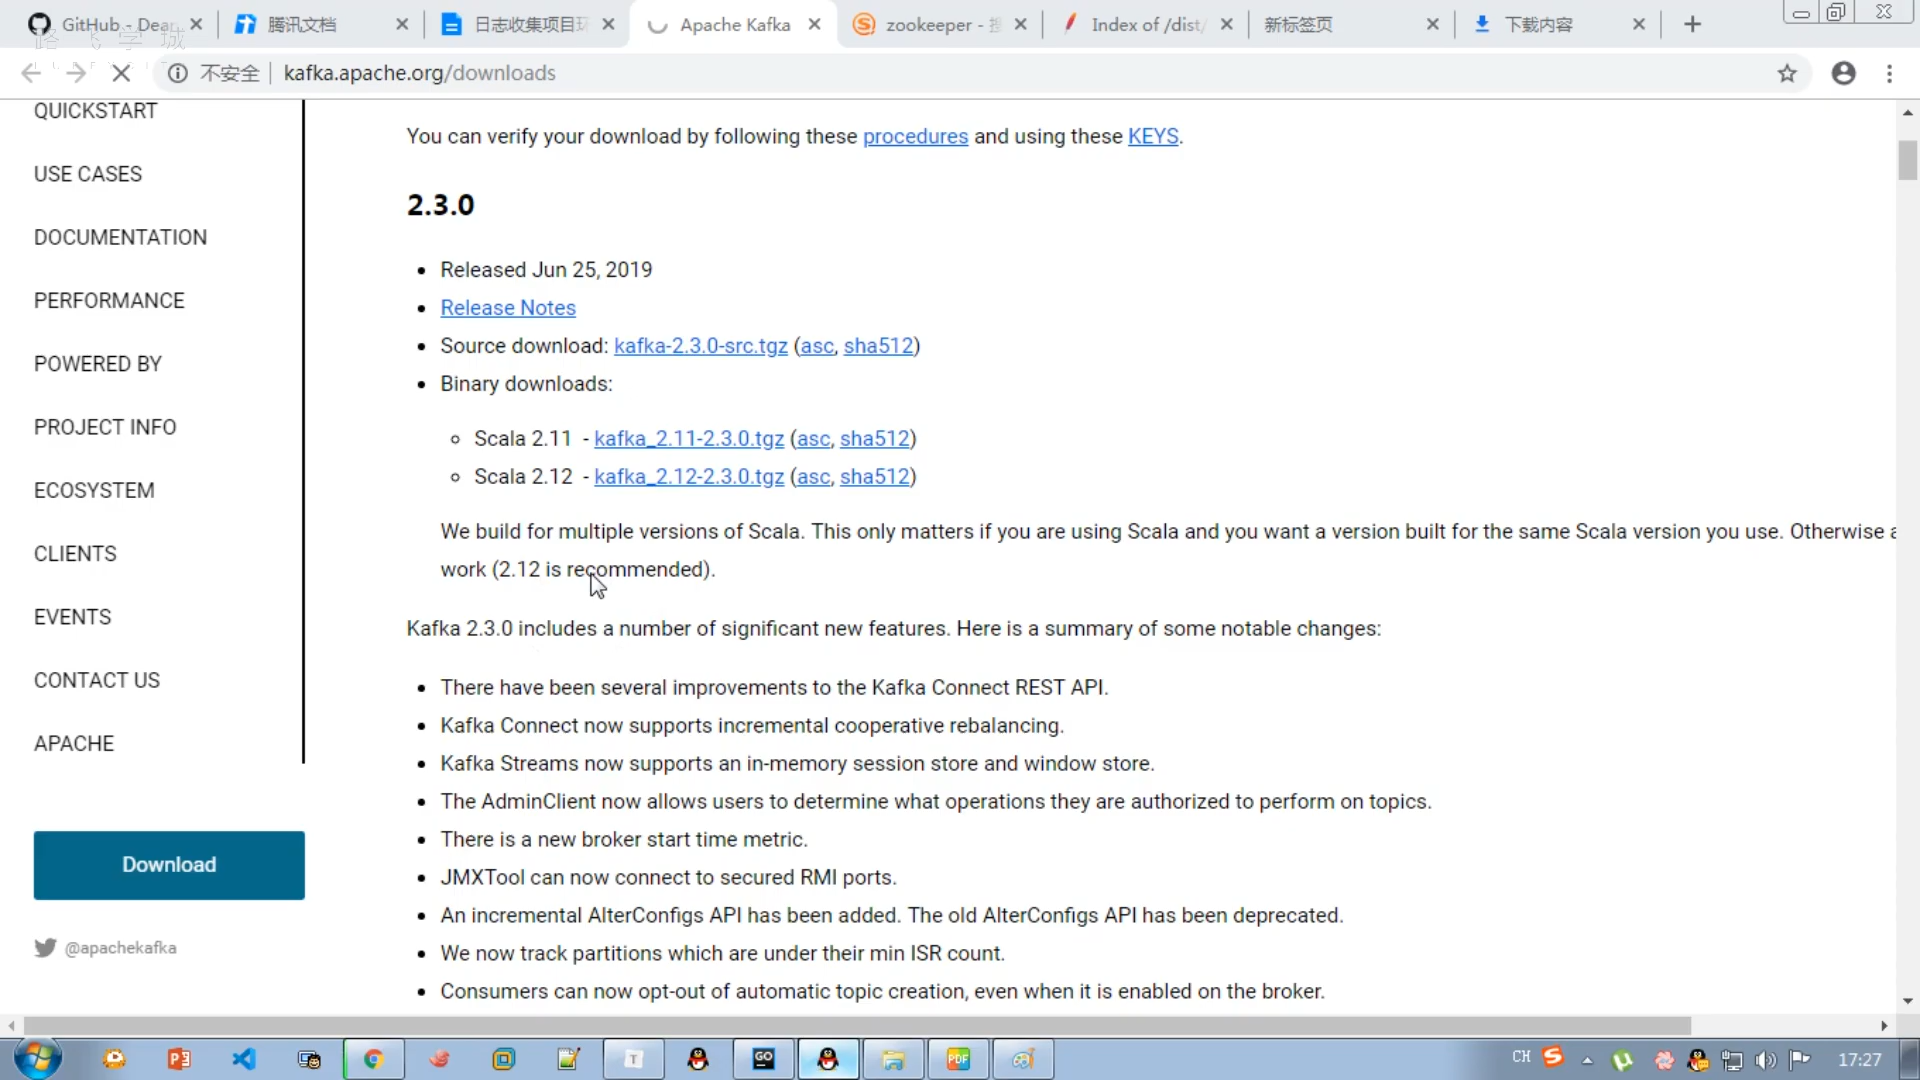 GitHub - Dean
腾讯文档
日志收集项目环
Apache Kafka
zookeeper - 搜
Index of /dist/
新标签页
下载内容
路飞学城
不安全
kafka.apache.org/downloads
QUICKSTART
USE CASES
DOCUMENTATION
PERFORMANCE
POWERED BY
PROJECT INFO
ECOSYSTEM
CLIENTS
EVENTS
CONTACT US
APACHE
Download
@apachekafka
You can verify your download by following these procedures and using these KEYS.
2.3.0
Released Jun 25, 2019
Release Notes
Source download: kafka-2.3.0-src.tgz (asc, sha512)
Binary downloads:
Scala 2.11 - kafka_2.11-2.3.0.tgz (asc, sha512)
Scala 2.12 - kafka_2.12-2.3.0.tgz (asc, sha512)
We build for multiple versions of Scala. This only matters if you are using Scala and you want a version built for the same Scala version you use. Otherwise a
work (2.12 is recommended).
Kafka 2.3.0 includes a number of significant new features. Here is a summary of some notable changes:
There have been several improvements to the Kafka Connect REST API.
Kafka Connect now supports incremental cooperative rebalancing.
Kafka Streams now supports an in-memory session store and window store.
The AdminClient now allows users to determine what operations they are authorized to perform on topics.
There is a new broker start time metric.
JMXTool can now connect to secured RMI ports.
An incremental AlterConfigs API has been added. The old AlterConfigs API has been deprecated.
We now track partitions which are under their min ISR count.
Consumers can now opt-out of automatic topic creation, even when it is enabled on the broker.
CH
17:27